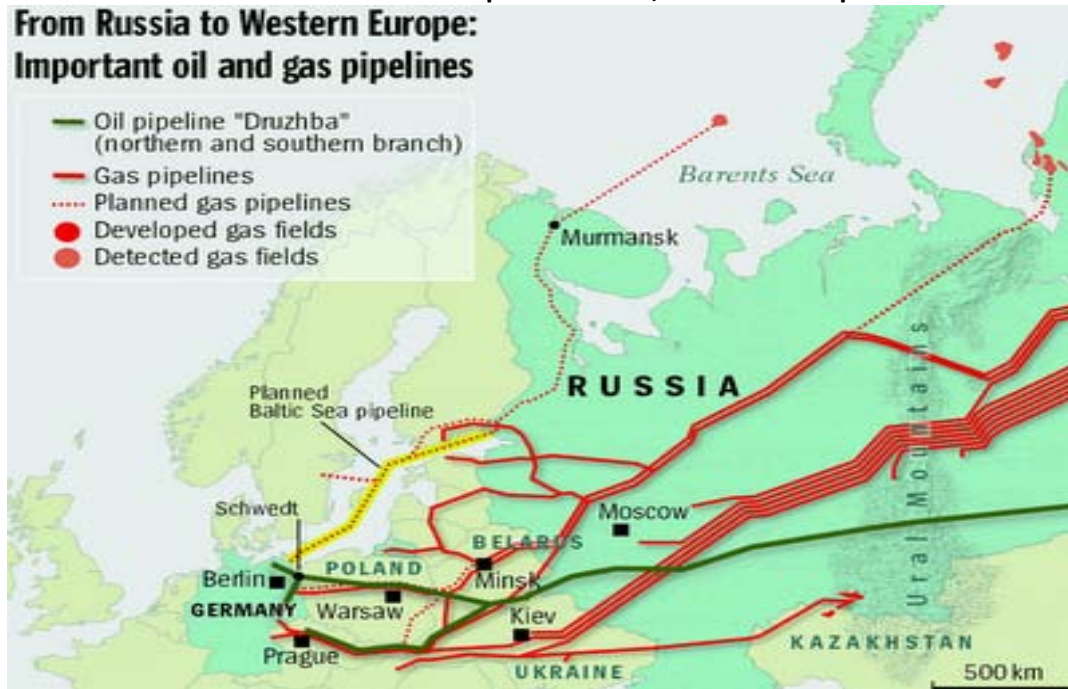 From Russia to Western Europe:
Important oil and gas pipelines
Oil pipeline "Druzhba"
(northern and southern branch)
Gas pipelines
Planned gas pipelines
Developed gas fields
Detected gas fields
Barents Sea
Murmansk
RUSSIA
Planned
Baltic Sea pipeline
Ural Mountains
Schwedt
Moscow
BELARUS
POLAND
Berlin
Minsk
GERMANY
Warsaw
Kiev
Prague
KAZAKHSTAN
UKRAINE
500 km